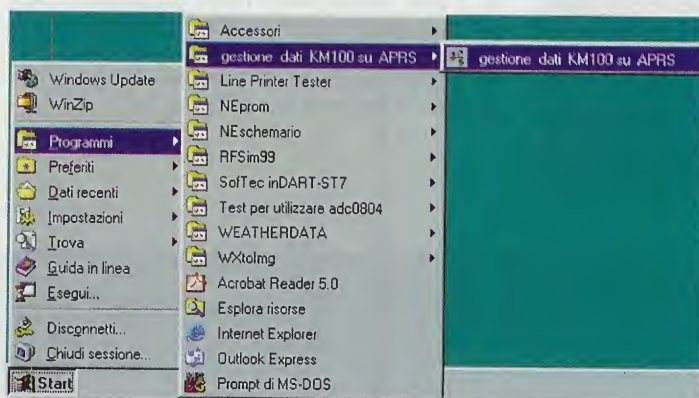 Windows Update
WinZip
Programmi
Preferiti
Dati recenti
Impostazioni
Trova
Guida in linea
Esegui...
Disconnetti...
Chiudi sessione...
Start
Accessori
gestione dati KM100 su APRS
Line Printer Tester
NEprom
NEschemario
RFSim99
SofTec inDART-ST7
Test per utilizzare adc0804
WEATHERDATA
WXtoImg
Acrobat Reader 5.0
Esplora risorse
Internet Explorer
Outlook Express
Prompt di MS-DOS
gestione dati KM100 su APRS